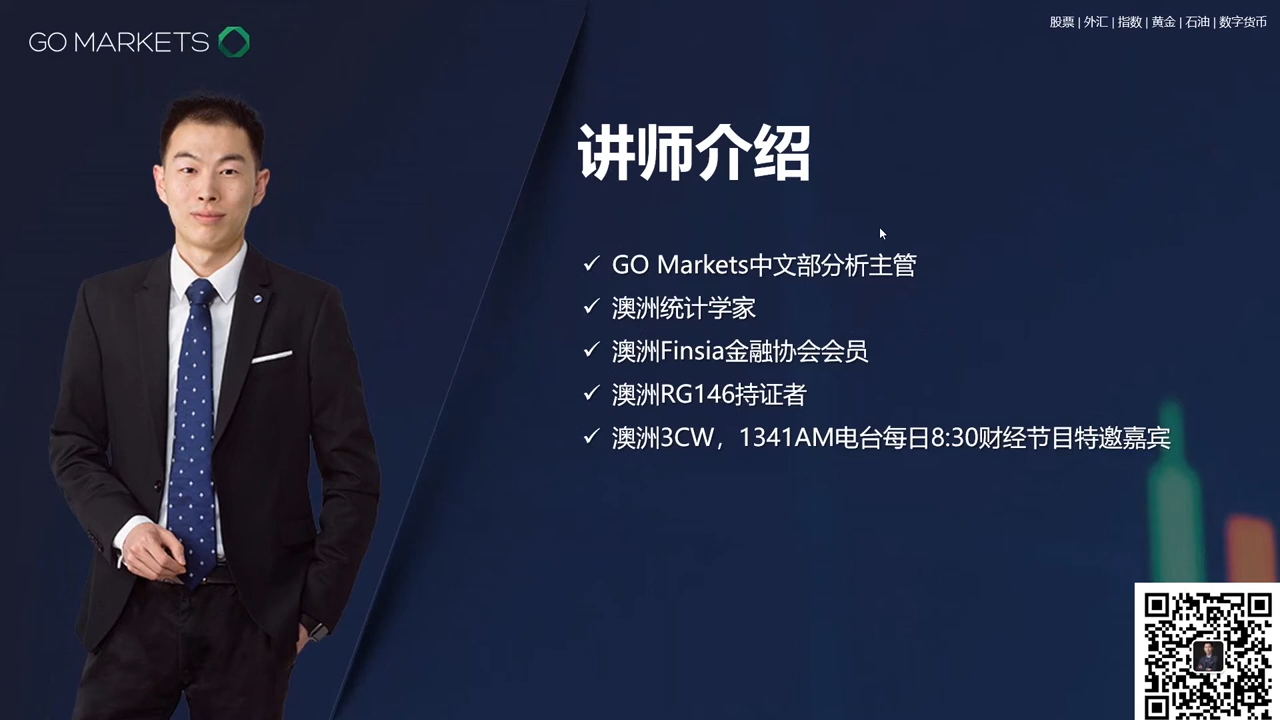 GO MARKETS
股票 | 外汇 | 指数 | 黄金 | 石油 | 数字货币
讲师介绍
✓ GO Markets中文部分析主管
✓ 澳洲统计学家
✓ 澳洲Finsia金融协会会员
✓ 澳洲RG146持证者
✓ 澳洲3CW，1341AM电台每日8:30财经节目特邀嘉宾